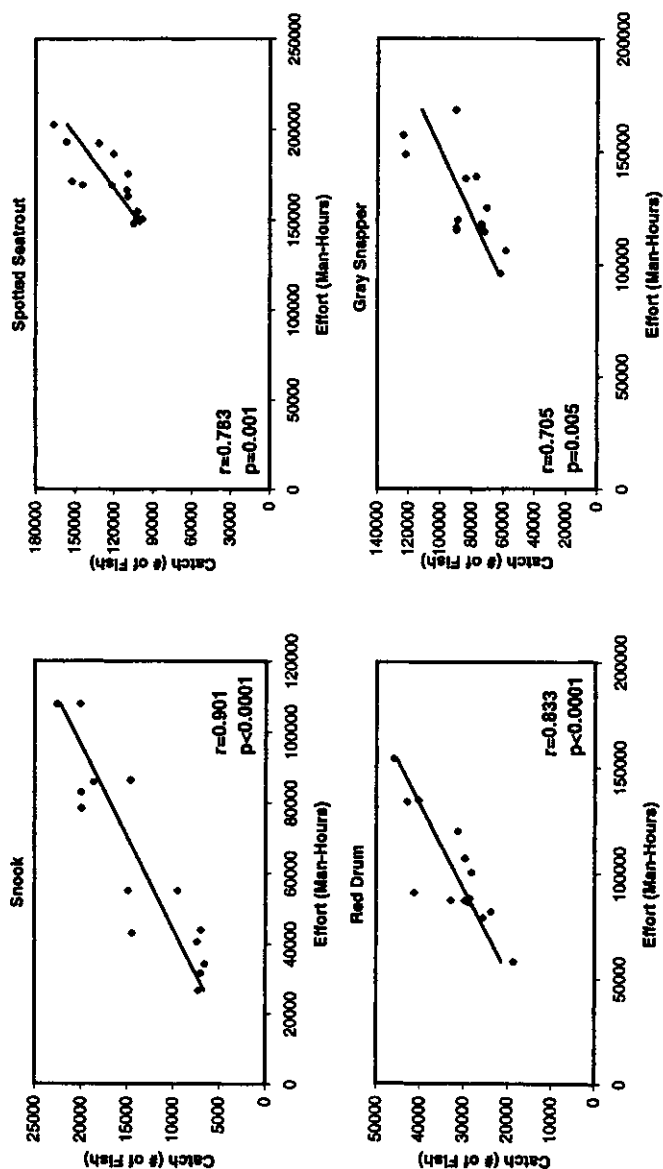 Snook
Catch (# of Fish)
25000
20000
15000
10000
5000
0
r=0.901
p<0.0001
0
20000
40000
60000
80000
100000
120000
Effort (Man-Hours)
Spotted Seatrout
Catch (# of Fish)
180000
150000
120000
90000
60000
30000
0
r=0.783
p=0.001
0
50000
100000
150000
200000
250000
Effort (Man-Hours)
Red Drum
Catch (# of Fish)
50000
40000
30000
20000
10000
0
r=0.833
p<0.0001
0
50000
100000
150000
200000
Effort (Man-Hours)
Gray Snapper
Catch (# of Fish)
140000
120000
100000
80000
60000
40000
20000
0
r=0.705
p=0.005
0
50000
100000
150000
200000
Effort (Man-Hours)